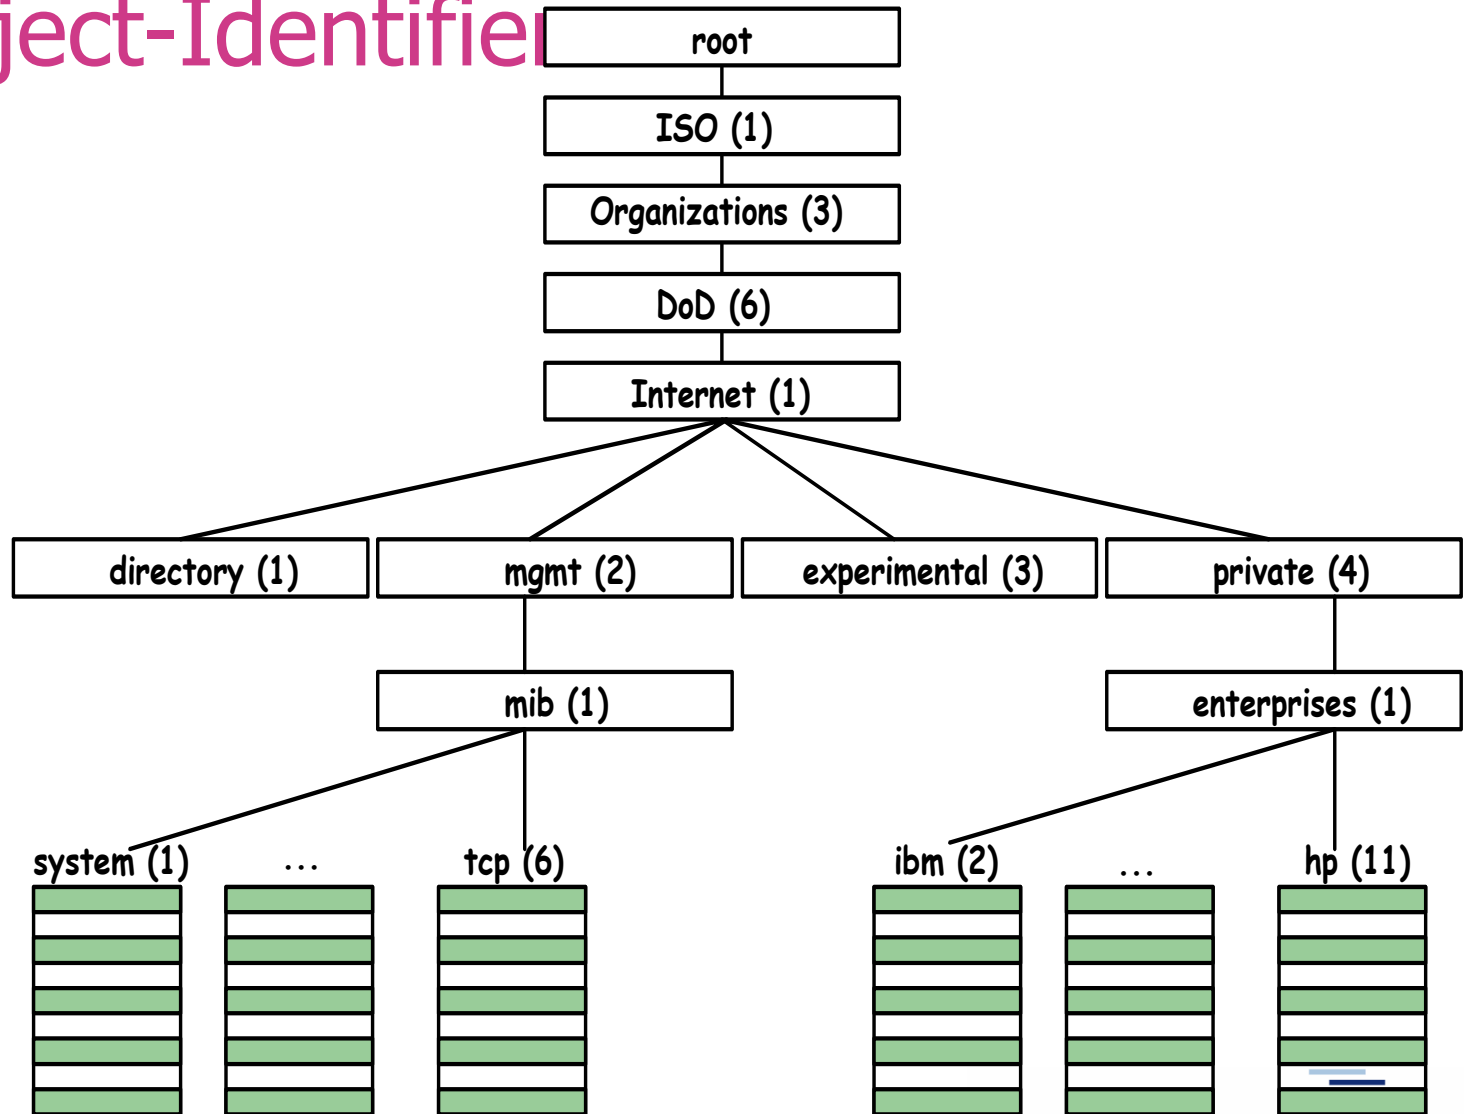 ject-Identifier
root
ISO (1)
Organizations (3)
DoD (6)
Internet (1)
directory (1) mgmt (2) experimental (3) private (4)
mib (1) enterprises (1)
system (1) ... tcp (6) ibm (2) ... hp (11)